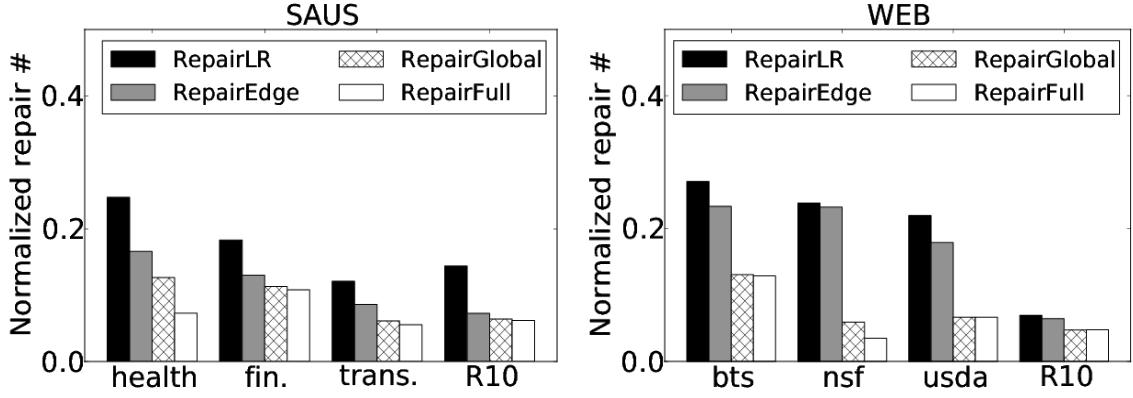 SAUS
Normalized repair #
0.4
0.2
0.0
RepairLR
RepairGlobal
RepairEdge
RepairFull
health
fin.
trans.
R10
WEB
Normalized repair #
0.4
0.2
0.0
RepairLR
RepairGlobal
RepairEdge
RepairFull
bts
nsf
usda
R10